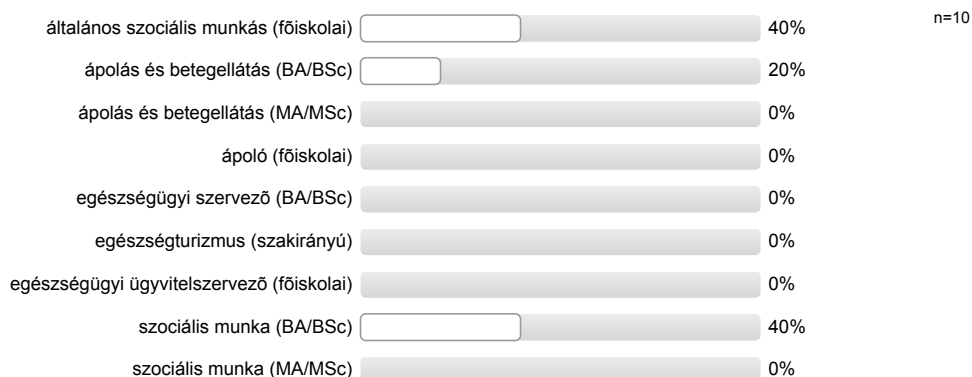 általános szociális munkás (fõiskolai) 40% n=10
ápolás és betegellátás (BA/BSc) 20%
ápolás és betegellátás (MA/MSc) 0%
ápoló (fõiskolai) 0%
egészségügyi szervezõ (BA/BSc) 0%
egészségturizmus (szakirányú) 0%
egészségügyi ügyvitelszervezõ (fõiskolai) 0%
szociális munka (BA/BSc) 40%
szociális munka (MA/MSc) 0%